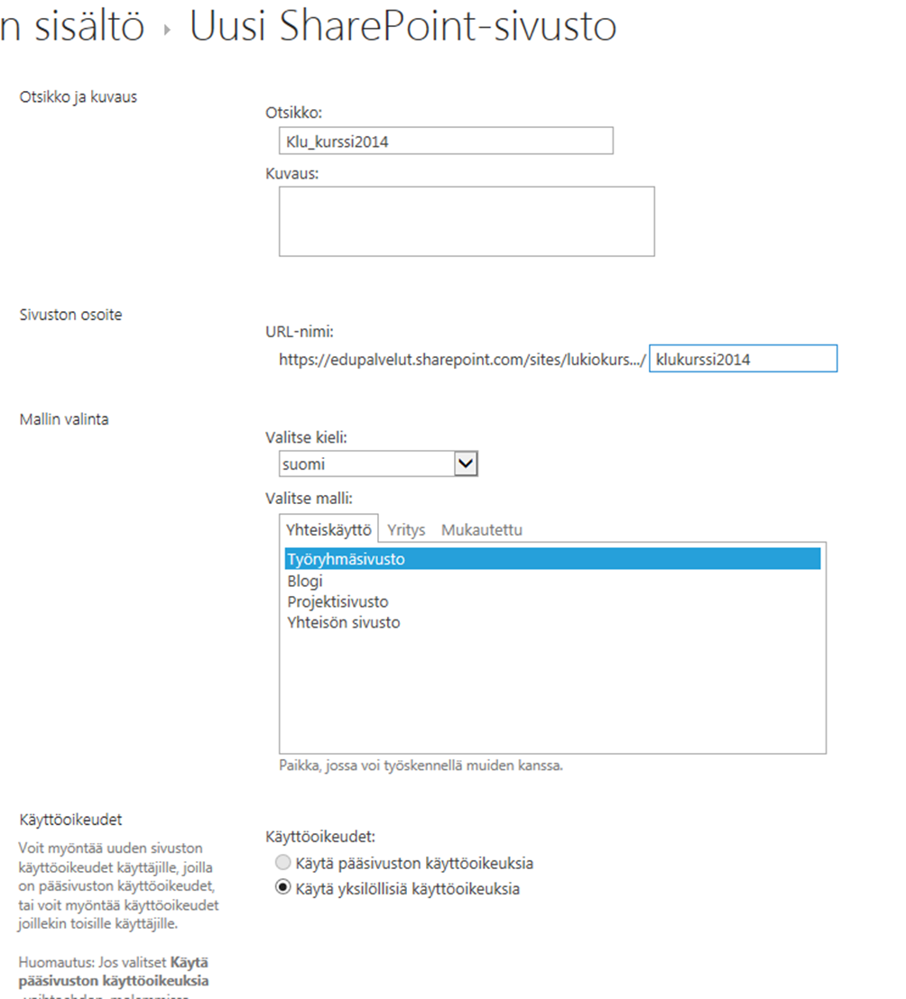 n sisältö ▸ Uusi SharePoint-sivusto
Otsikko ja kuvaus
Otsikko:
Klu_kurssi2014
Kuvaus:
Sivuston osoite
URL-nimi:
https://edupalvelut.sharepoint.com/sites/lukiokurs.../ klukurssi2014
Mallin valinta
Valitse kieli:
suomi
Valitse malli:
Yhteiskäyttö Yritys Mukautettu
Työryhmäsivusto
Blogi
Projektisivusto
Yhteisön sivusto
Paikka, jossa voi työskennellä muiden kanssa.
Käyttöoikeudet
Voit myöntää uuden sivuston
käyttöoikeudet käyttäjille, joilla
on pääsivuston käyttöoikeudet,
tai voit myöntää käyttöoikeudet
joillekin toisille käyttäjille.
Huomautus: Jos valitset Käytä
pääsivuston käyttöoikeuksia
Käyttöoikeudet:
Käytä pääsivuston käyttöoikeuksia
Käytä yksilöllisiä käyttöoikeuksia